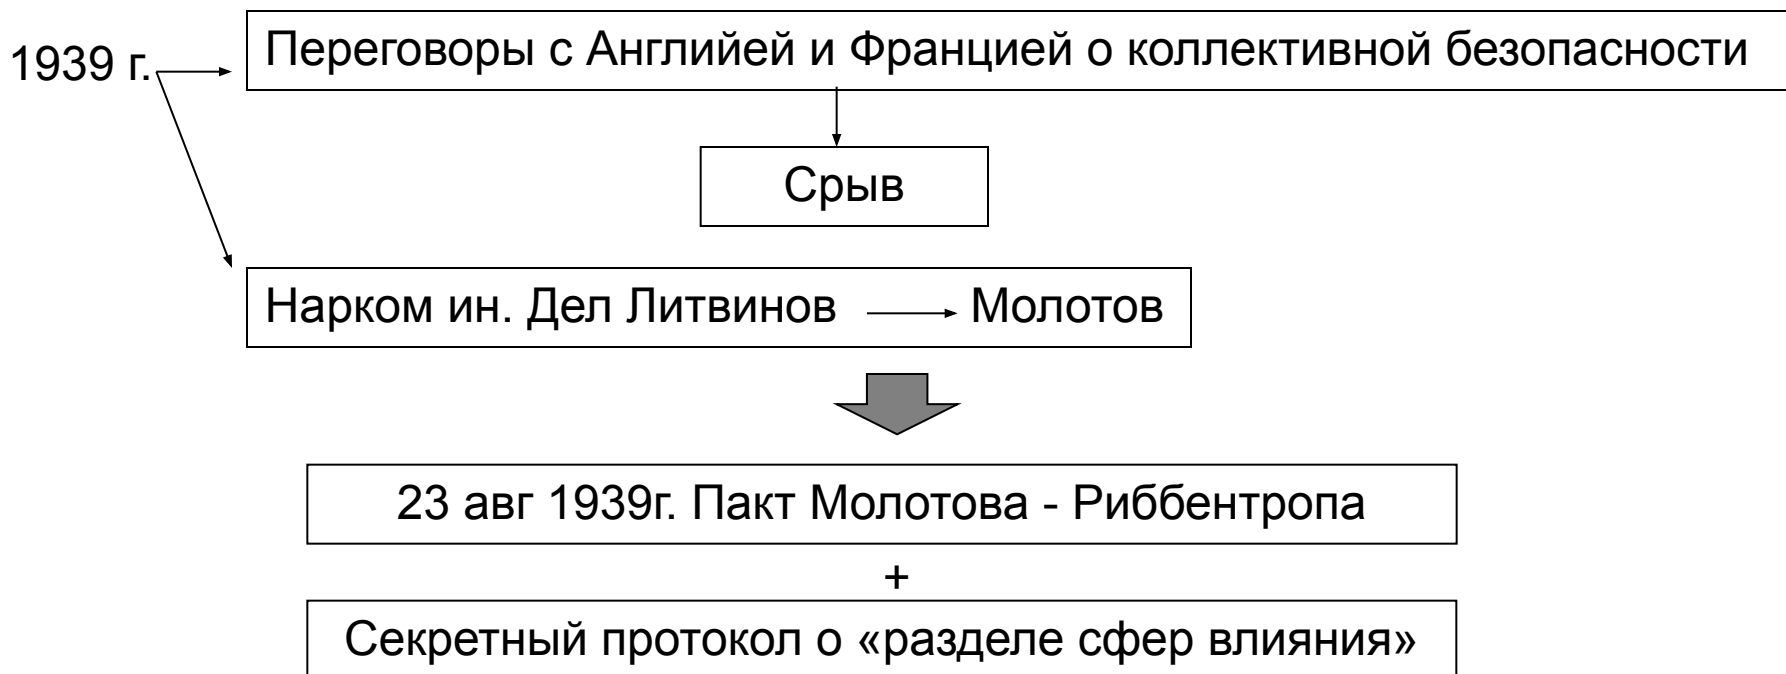 1939 г.
Переговоры с Английей и Францией о коллективной безопасности
Срыв
Нарком ин. Дел Литвинов Молотов
23 авг 1939г. Пакт Молотова - Риббентропа
+
Секретный протокол о «разделе сфер влияния»